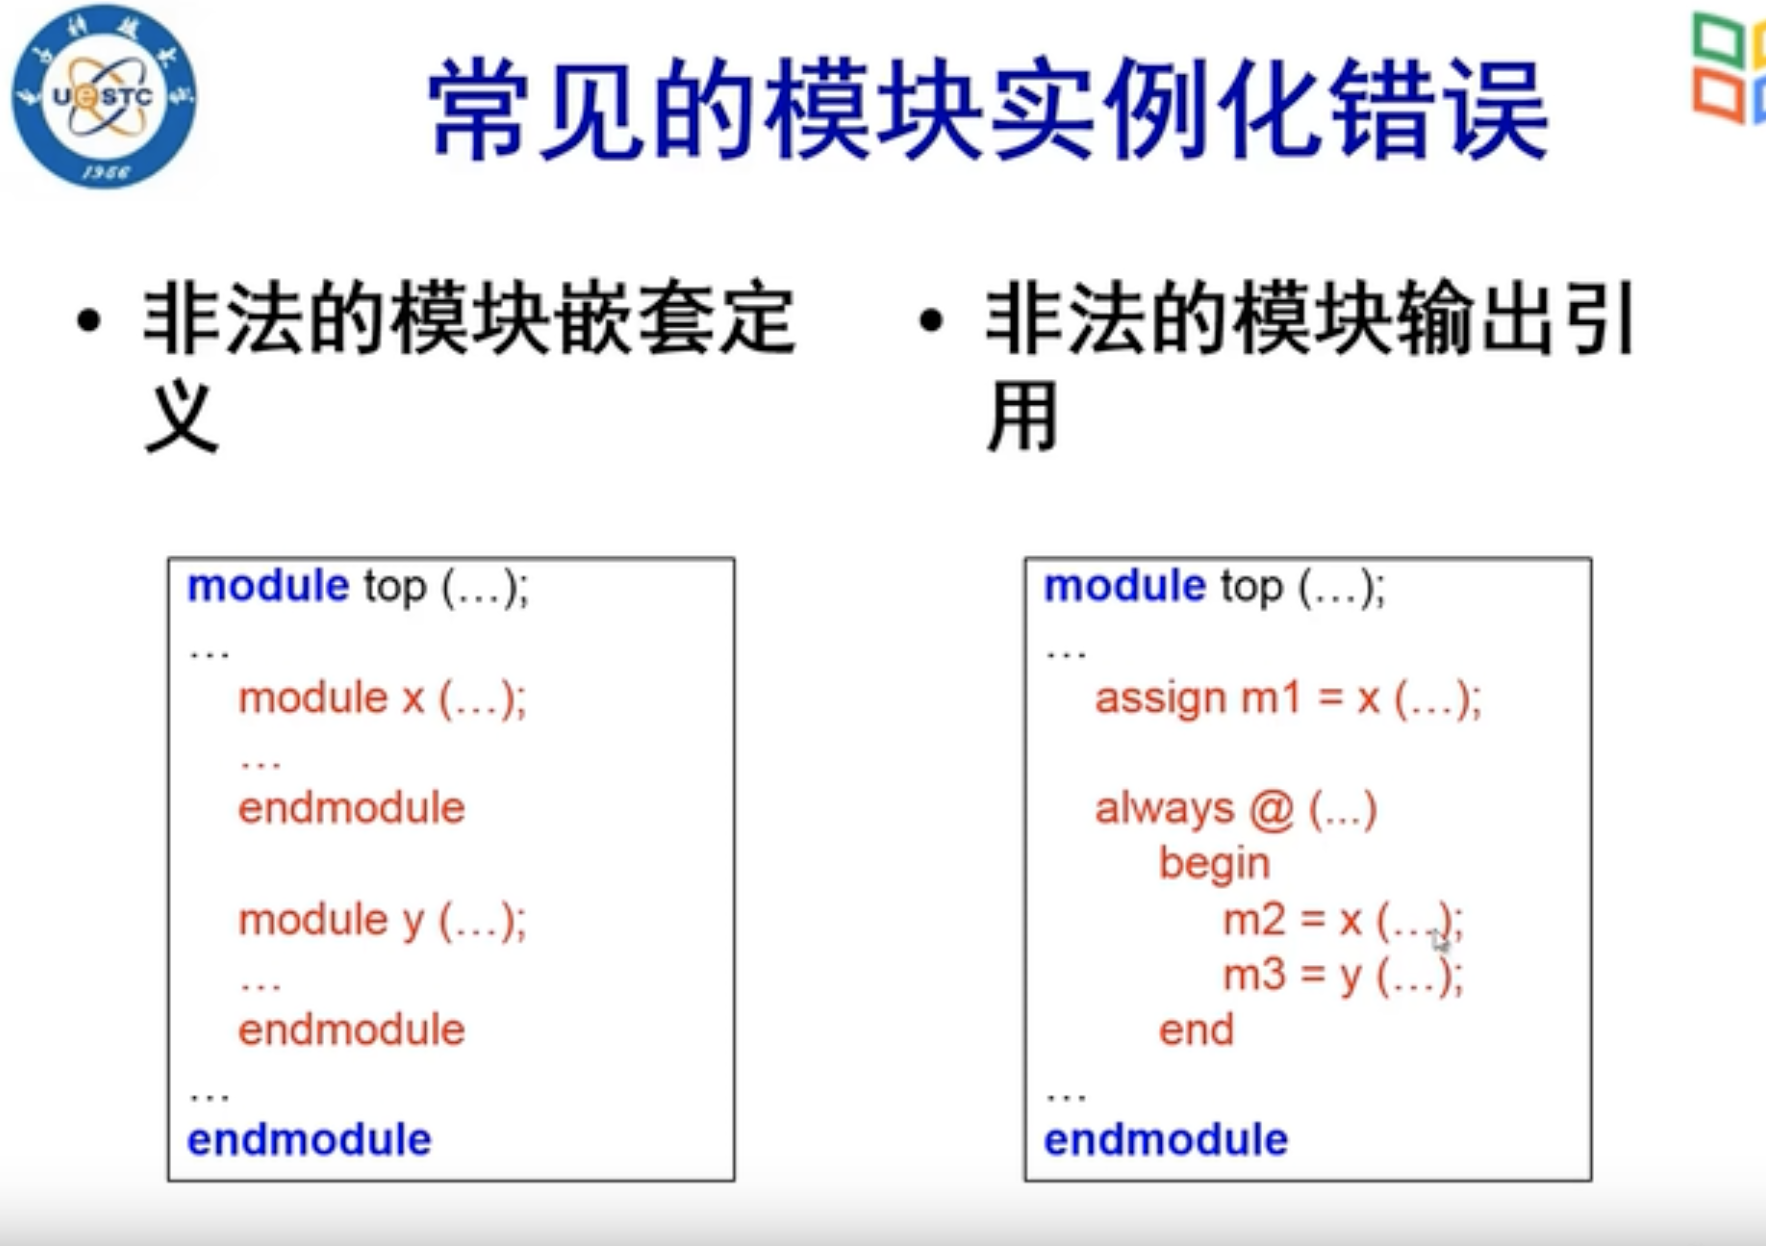 UeSTC
1956
常见的模块实例化错误
• 非法的模块嵌套定
义
module top (…);
…
module x (…);
…
endmodule
module y (…);
…
endmodule
…
endmodule
• 非法的模块输出引
用
module top (…);
…
assign m1 = x (…);
always @ (...)
begin
m2 = x (…);
m3 = y (…);
end
…
endmodule